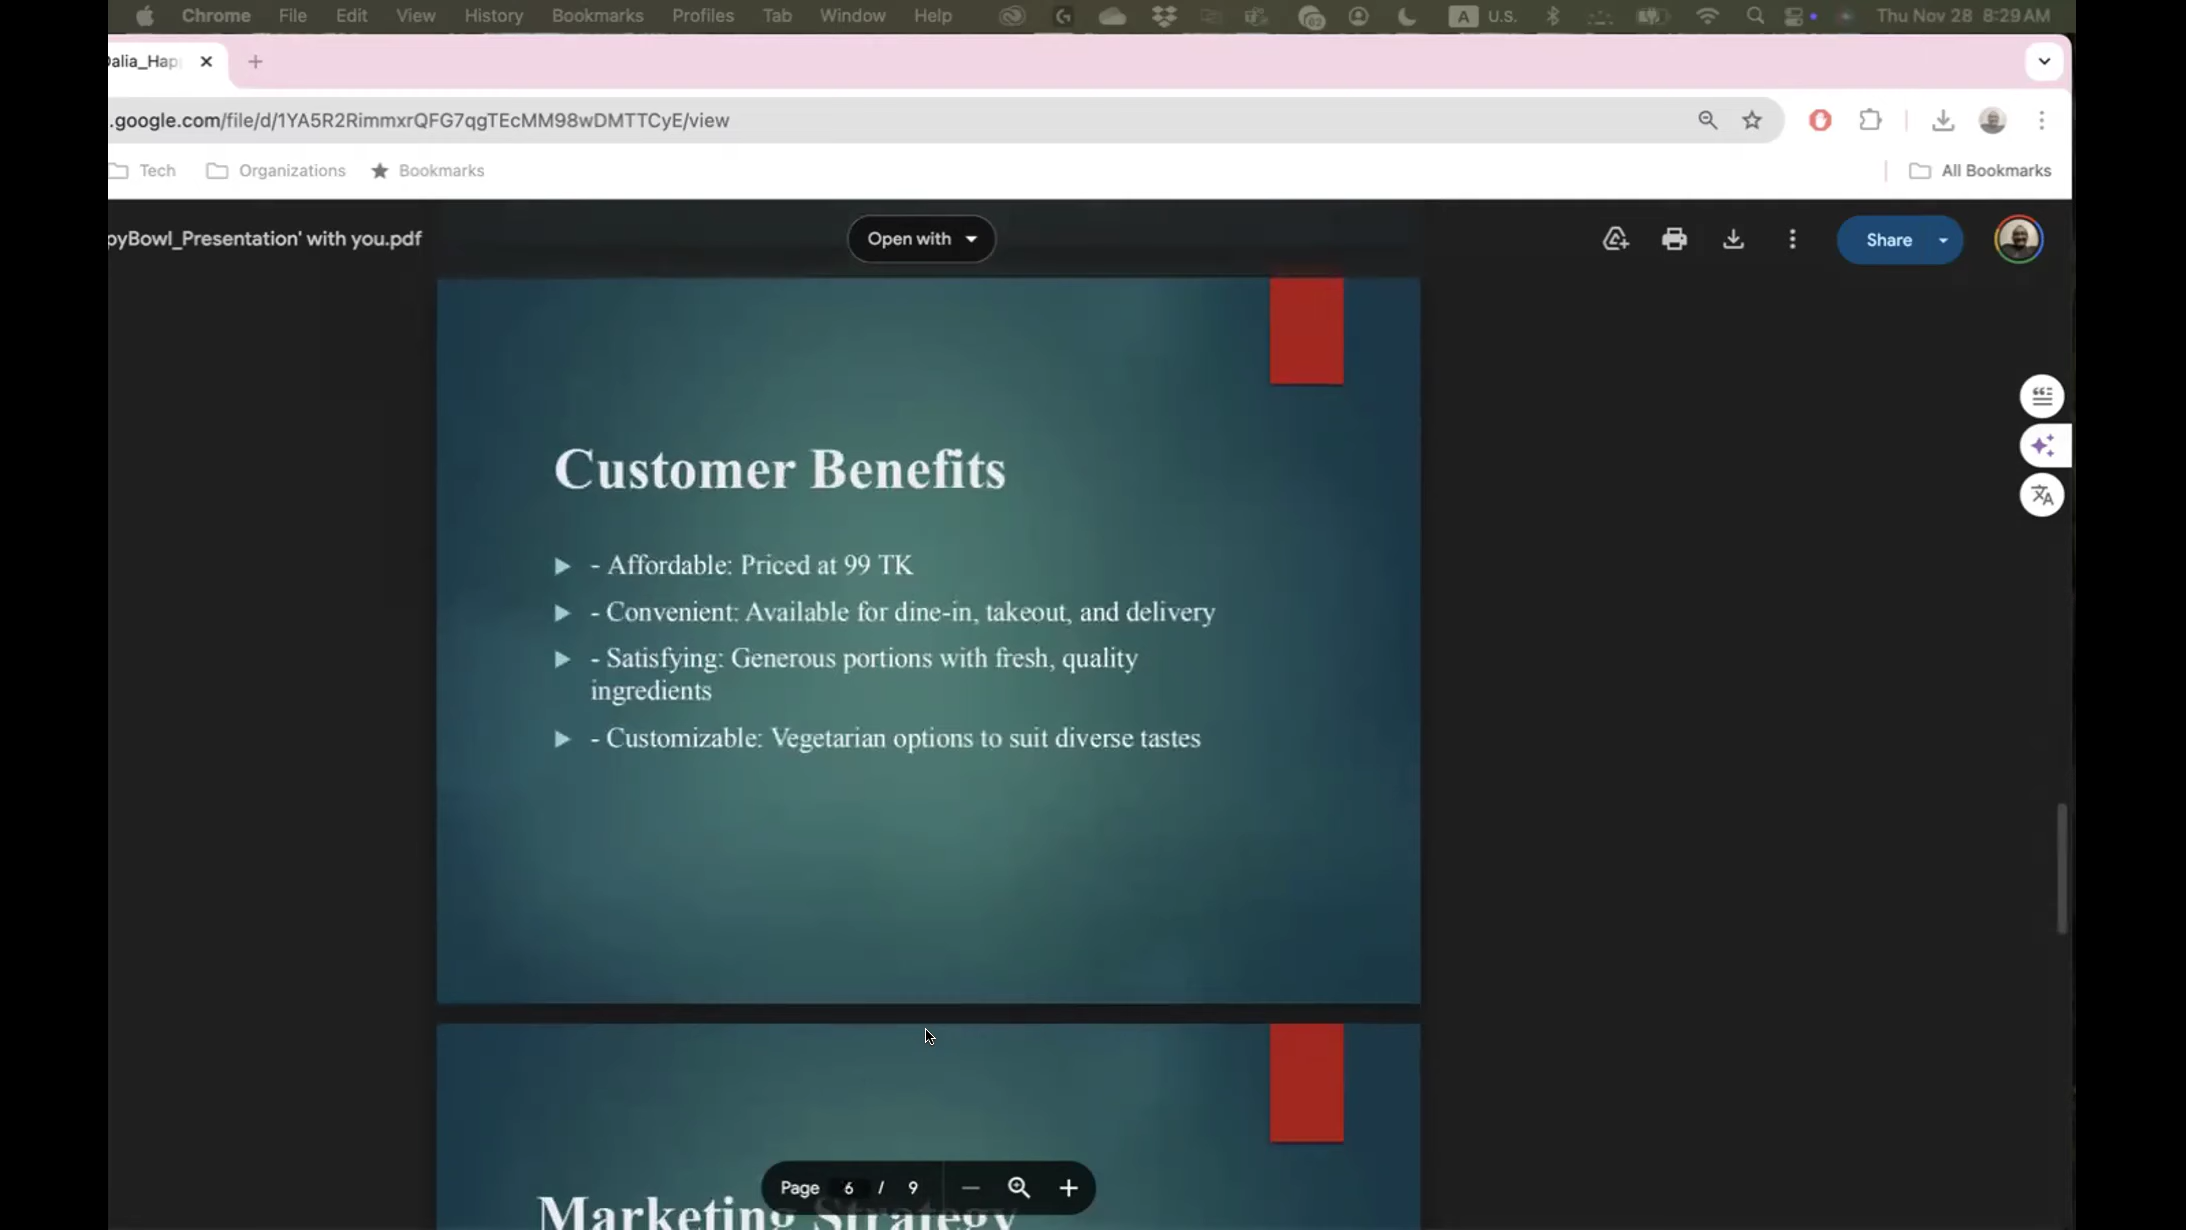 Chrome File Edit View History Bookmarks Profiles Tab Window Help A U.S. Thu Nov 28 8:29 AM
Dalia_Hap
.google.com/file/d/1YA5R2RimmxrQFG7qgTEcMM98wDMTTCyE/view
Tech Organizations Bookmarks All Bookmarks
pyBowl_Presentation' with you.pdf Open with Share
Customer Benefits
- Affordable: Priced at 99 TK
- Convenient: Available for dine-in, takeout, and delivery
- Satisfying: Generous portions with fresh, quality
ingredients
- Customizable: Vegetarian options to suit diverse tastes
Page 6 / 9
Marketing Strategy